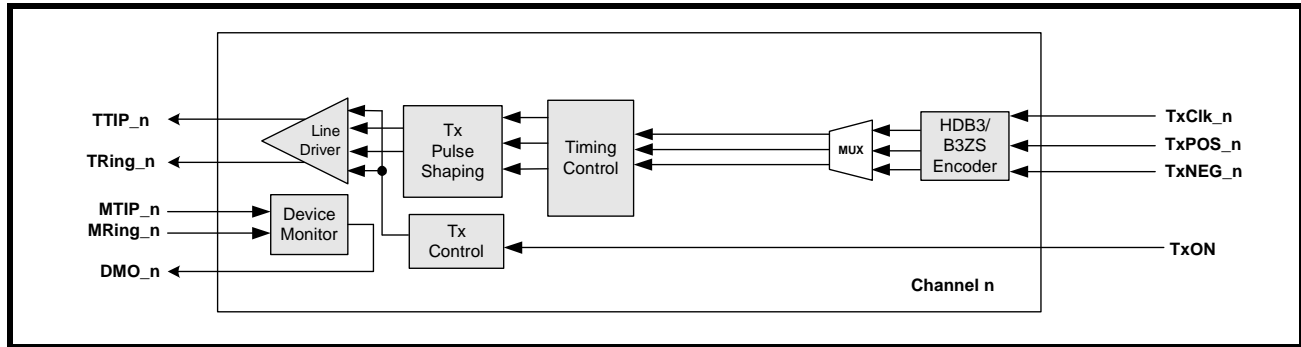 TTIP_n
TRing_n
MTIP_n
MRing_n
DMO_n
Line
Driver
Device
Monitor
Tx
Pulse
Shaping
Tx
Control
Timing
Control
MUX
HDB3/
B3ZS
Encoder
TxClk_n
TxPOS_n
TxNEG_n
TxON
Channel n